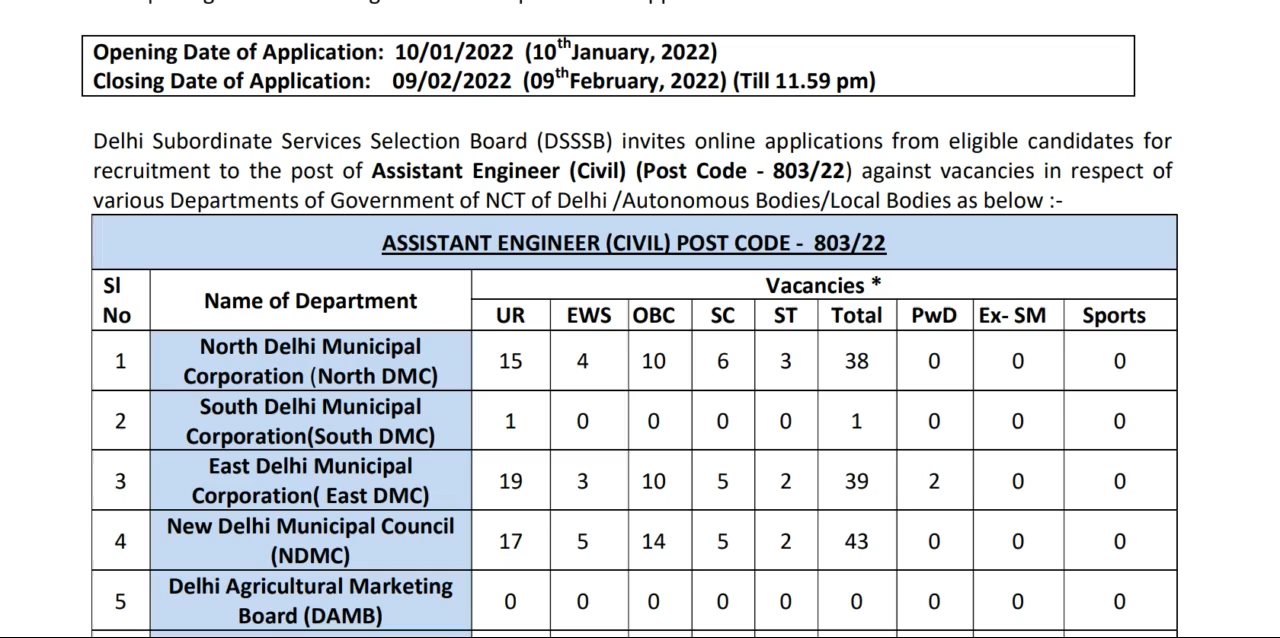 Opening Date of Application: 10/01/2022 (10thJanuary, 2022)
Closing Date of Application: 09/02/2022 (09thFebruary, 2022) (Till 11.59 pm)
Delhi Subordinate Services Selection Board (DSSSB) invites online applications from eligible candidates for
recruitment to the post of Assistant Engineer (Civil) (Post Code - 803/22) against vacancies in respect of
various Departments of Government of NCT of Delhi /Autonomous Bodies/Local Bodies as below :-
ASSISTANT ENGINEER (CIVIL) POST CODE - 803/22
Sl No Name of Department Vacancies *
UR EWS OBC SC ST Total PwD Ex- SM Sports
1 North Delhi Municipal Corporation (North DMC) 15 4 10 6 3 38 0 0 0
2 South Delhi Municipal Corporation(South DMC) 1 0 0 0 0 1 0 0 0
3 East Delhi Municipal Corporation( East DMC) 19 3 10 5 2 39 2 0 0
4 New Delhi Municipal Council (NDMC) 17 5 14 5 2 43 0 0 0
5 Delhi Agricultural Marketing Board (DAMB) 0 0 0 0 0 0 0 0 0